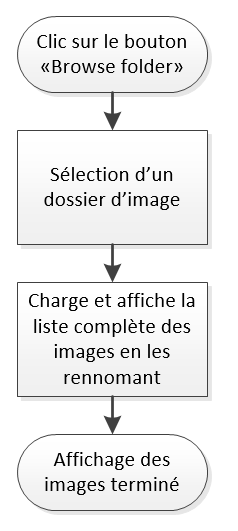 Clic sur le bouton
«Browse folder»
Sélection d’un
dossier d’image
Charge et affiche la
liste complète des
images en les
rennomant
Affichage des
images terminé